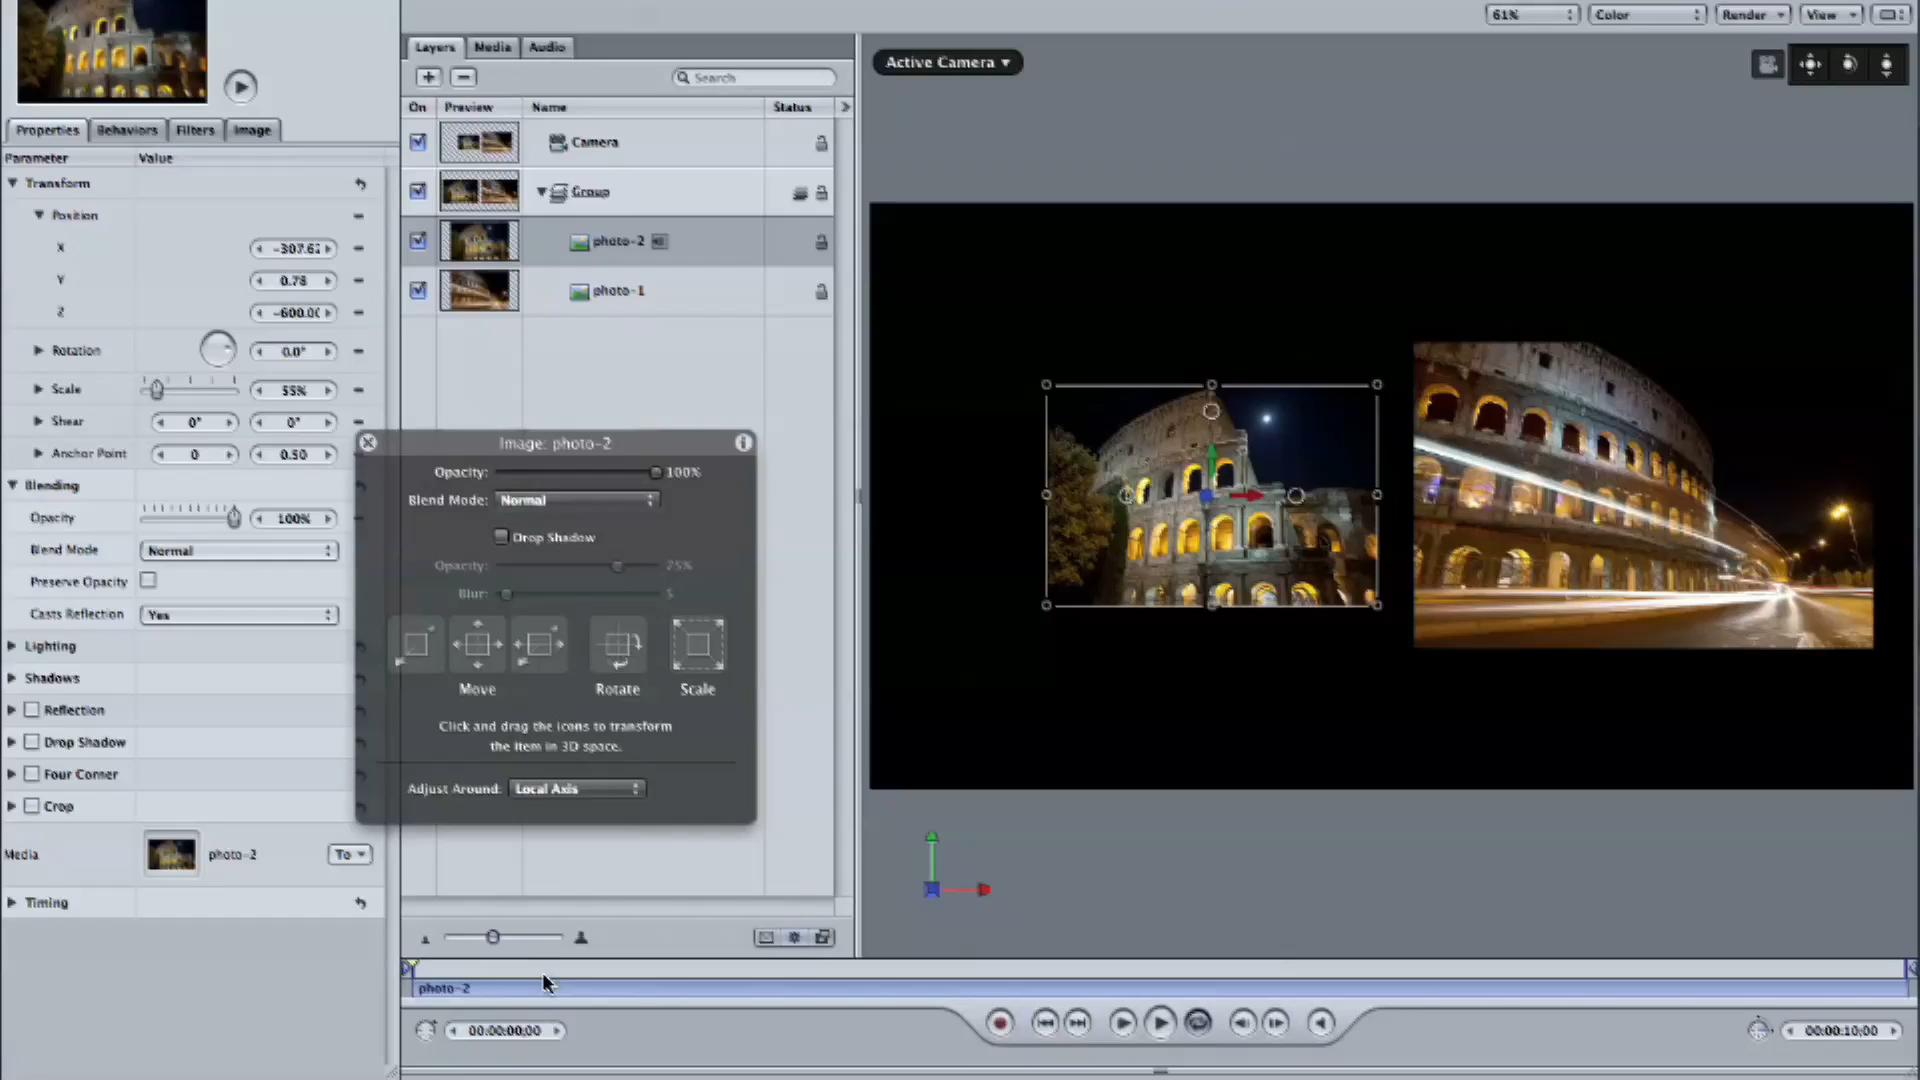 61%
Color
Render
View
Layers
Media
Audio
Search
Active Camera
On
Preview
Name
Status
Camera
Group
photo-2
photo-1
Properties
Behaviors
Filters
Image
Parameter
Value
Transform
Position
X
-307.62
Y
0.78
Z
-600.00
Rotation
0.0°
Scale
55%
Shear
0°
0°
Anchor Point
0
0.50
Blending
Opacity
100%
Blend Mode
Normal
Preserve Opacity
Casts Reflection
Yes
Lighting
Shadows
Reflection
Drop Shadow
Four Corner
Crop
Media
photo-2
To
Timing
Image: photo-2
Opacity:
100%
Blend Mode:
Normal
Drop Shadow
Opacity:
75%
Blur:
5
Move
Rotate
Scale
Click and drag the icons to transform
the item in 3D space.
Adjust Around:
Local Axis
photo-2
00:00:00;00
00:00:10;00